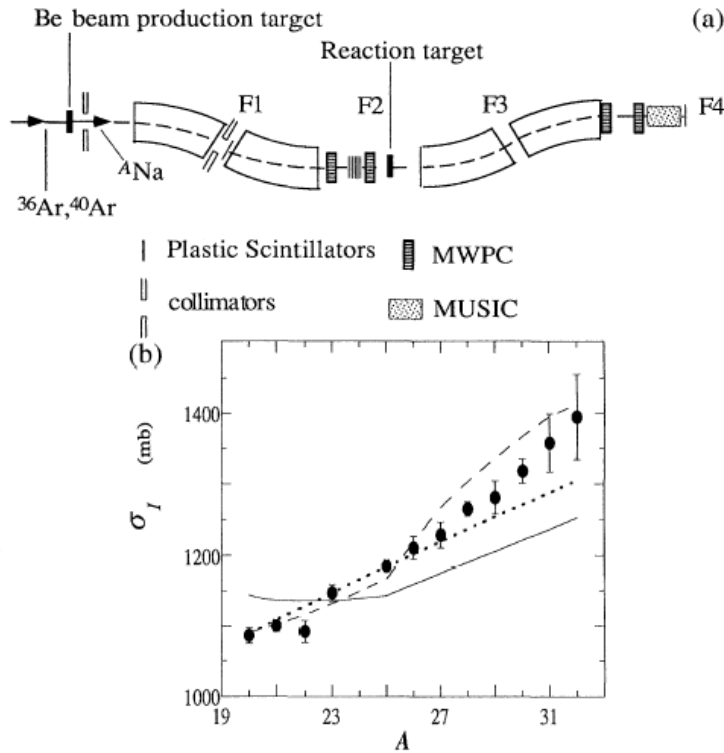 Be beam production target (a)
Reaction target
F1 F2 F3 F4
ᴬNa
³⁶Ar,⁴⁰Ar
Plastic Scintillators MWPC
collimators MUSIC
(b)
1400
1200
1000
σ_I (mb)
19 23 27 31
A